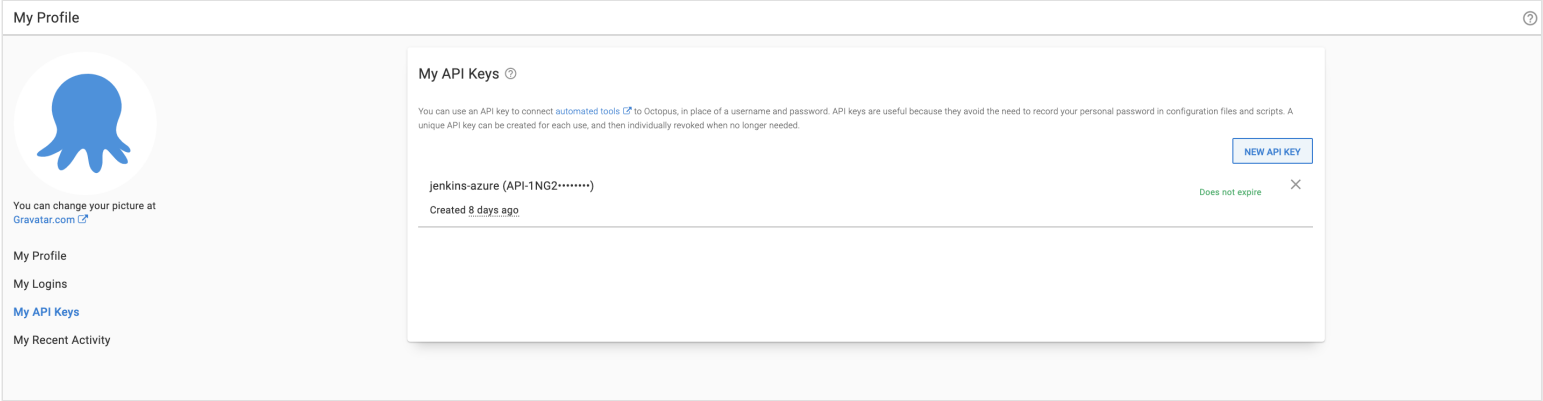 My Profile
You can change your picture at
Gravatar.com
My Profile
My Logins
My API Keys
My Recent Activity
My API Keys
You can use an API key to connect automated tools to Octopus, in place of a username and password. API keys are useful because they avoid the need to record your personal password in configuration files and scripts. A
unique API key can be created for each use, and then individually revoked when no longer needed.
NEW API KEY
jenkins-azure (API-1NG2••••••••)
Does not expire
Created 8 days ago